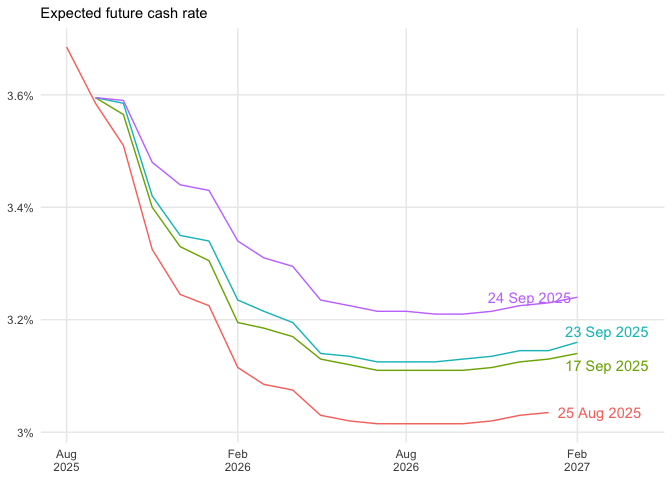 Expected future cash rate
3.6%
3.4%
3.2%
3%
24 Sep 2025
23 Sep 2025
17 Sep 2025
25 Aug 2025
Aug
2025
Feb
2026
Aug
2026
Feb
2027